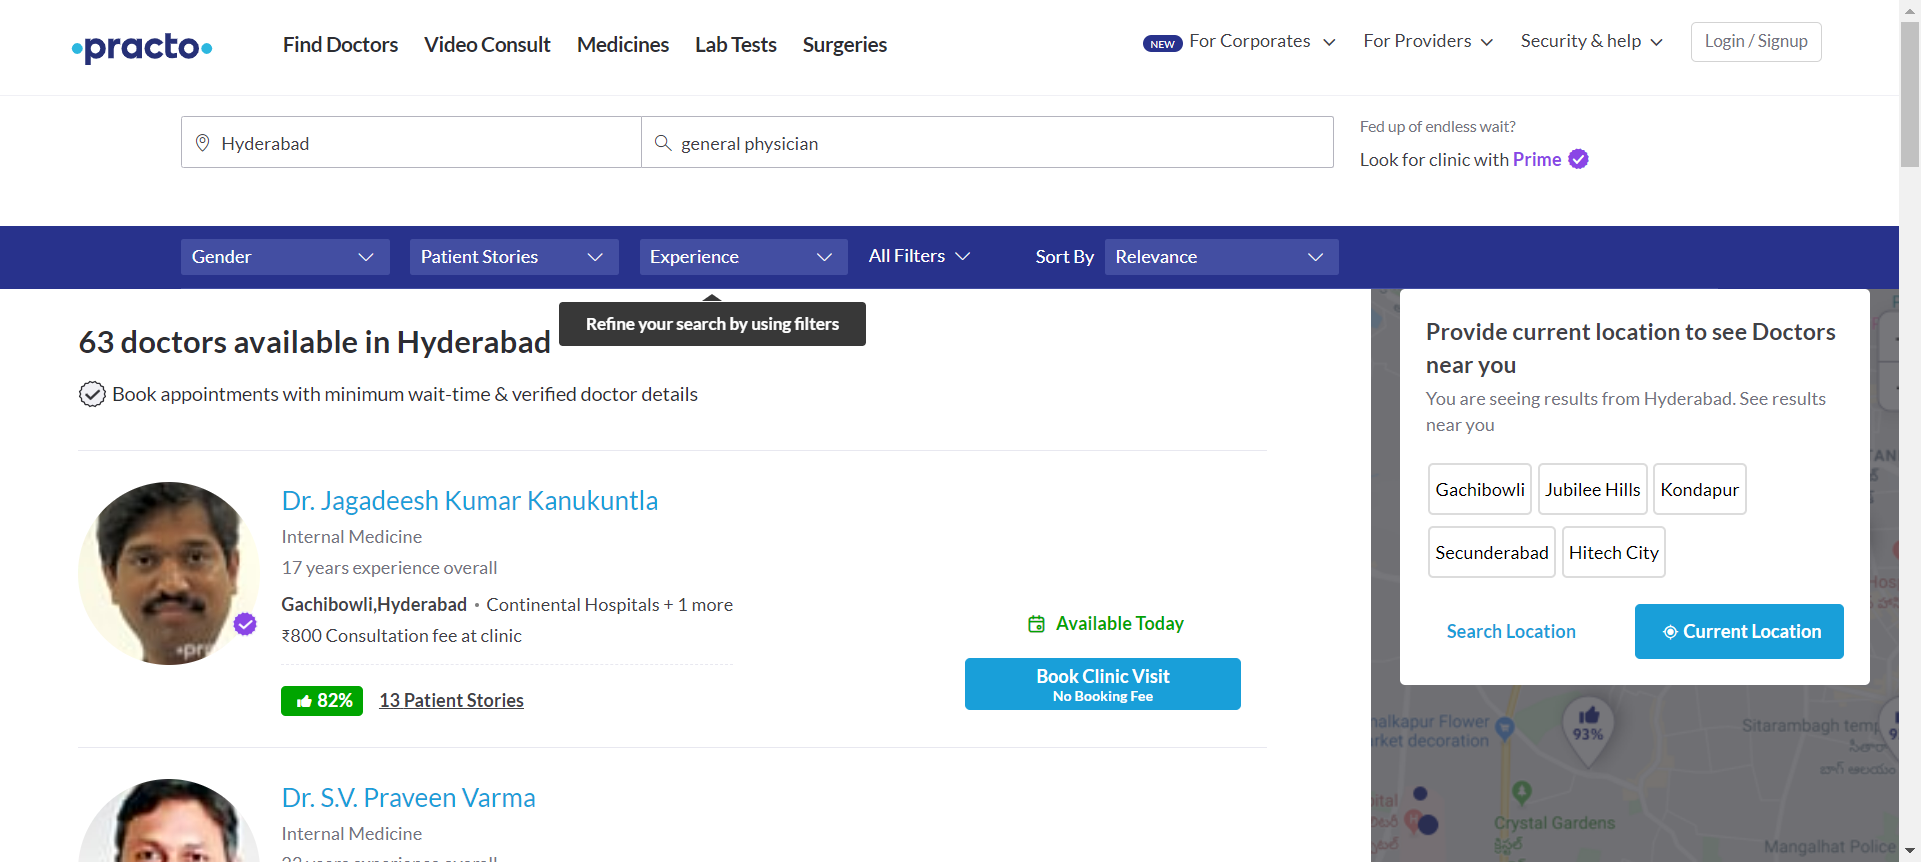 practo
Find Doctors
Video Consult
Medicines
Lab Tests
Surgeries
NEW
For Corporates
For Providers
Security & help
Login / Signup
Hyderabad
general physician
Fed up of endless wait?
Look for clinic with Prime
Gender
Patient Stories
Experience
All Filters
Sort By
Relevance
Refine your search by using filters
63 doctors available in Hyderabad
Book appointments with minimum wait-time & verified doctor details
Dr. Jagadeesh Kumar Kanukuntla
Internal Medicine
17 years experience overall
Gachibowli,Hyderabad • Continental Hospitals + 1 more
₹800 Consultation fee at clinic
82%
13 Patient Stories
Available Today
Book Clinic Visit
No Booking Fee
Dr. S.V. Praveen Varma
Internal Medicine
Provide current location to see Doctors
near you
You are seeing results from Hyderabad. See results
near you
Gachibowli
Jubilee Hills
Kondapur
Secunderabad
Hitech City
Search Location
Current Location
Flower
decoration
93%
Sitarambagh
Crystal Gardens
Mangalhat Police